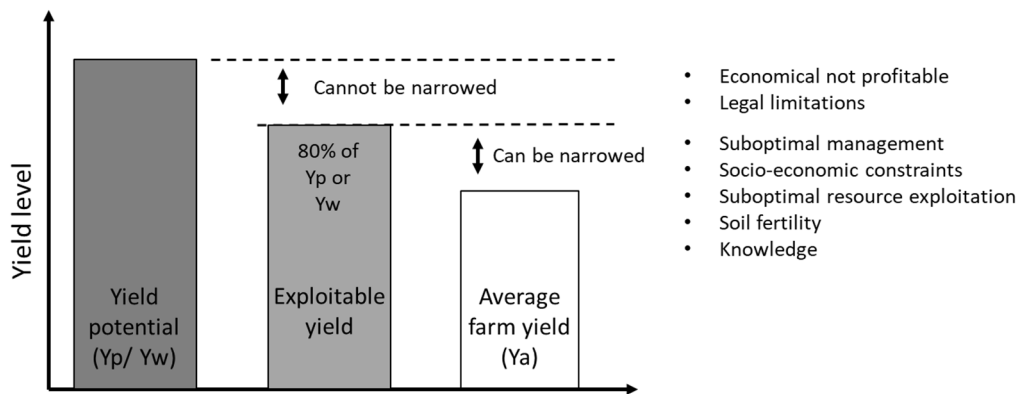 Yield level
Cannot be narrowed
80% of
Yp or
Yw
Can be narrowed
Yield
potential
(Yp/ Yw)
Exploitable
yield
Average
farm yield
(Ya)
• Economical not profitable
• Legal limitations
• Suboptimal management
• Socio-economic constraints
• Suboptimal resource exploitation
• Soil fertility
• Knowledge